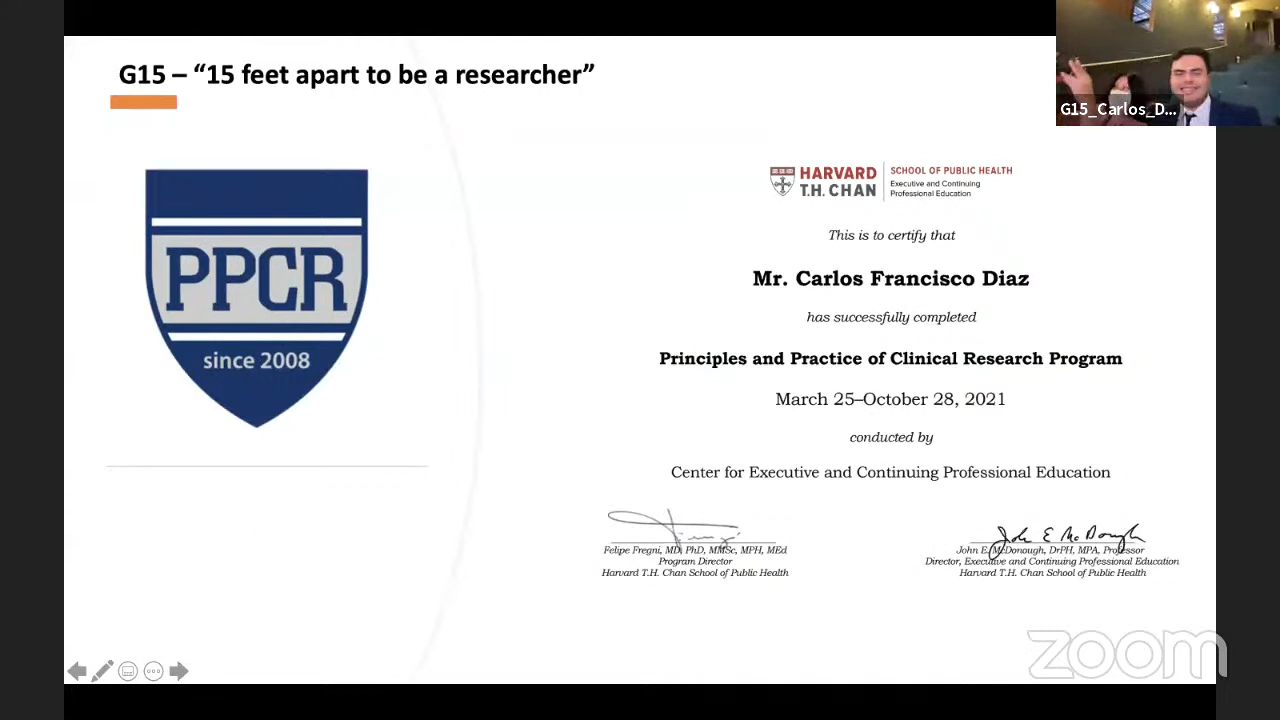 G15 – “15 feet apart to be a researcher”
G15_Carlos_D...
PPCR
since 2008
HARVARD
T.H. CHAN
SCHOOL OF PUBLIC HEALTH
Executive and Continuing
Professional Education
This is to certify that
Mr. Carlos Francisco Diaz
has successfully completed
Principles and Practice of Clinical Research Program
March 25–October 28, 2021
conducted by
Center for Executive and Continuing Professional Education
John E McDonough
Felipe Fregni, MD, PhD, MMSc, MPH, MEd
Program Director
Harvard T.H. Chan School of Public Health
John E. McDonough, DrPH, MPA, Professor
Director, Executive and Continuing Professional Education
Harvard T.H. Chan School of Public Health
zoom